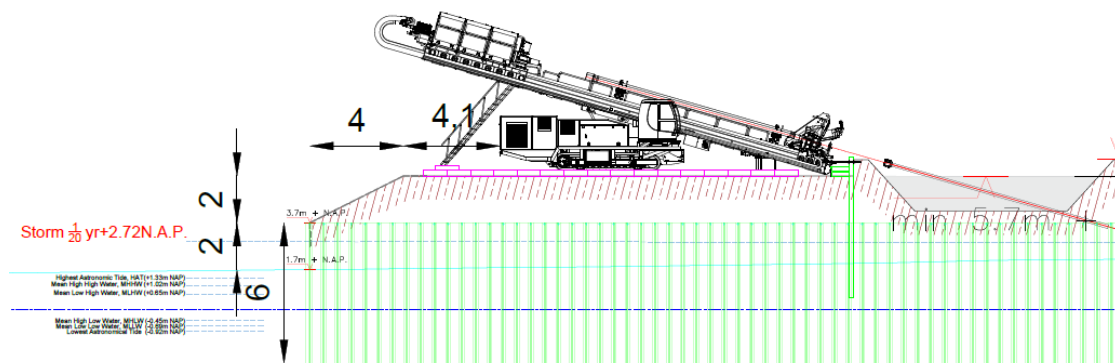 4
4.1
2
3.7m + N.A.P.
min 5.7m +
Storm 1/20 yr+2.72N.A.P.
2
1.7m + N.A.P.
Highest Astronomic Tide, HAT(+1.33m NAP)
Mean High High Water, MHHW (+1.02m NAP)
Mean Low High Water, MLHW (+0.65m NAP)
6
Mean High Low Water, MHLW (-0.45m NAP)
Mean Low Low Water, MLLW (-0.69m NAP)
Lowest Astronomical Tide (-0.92m NAP)